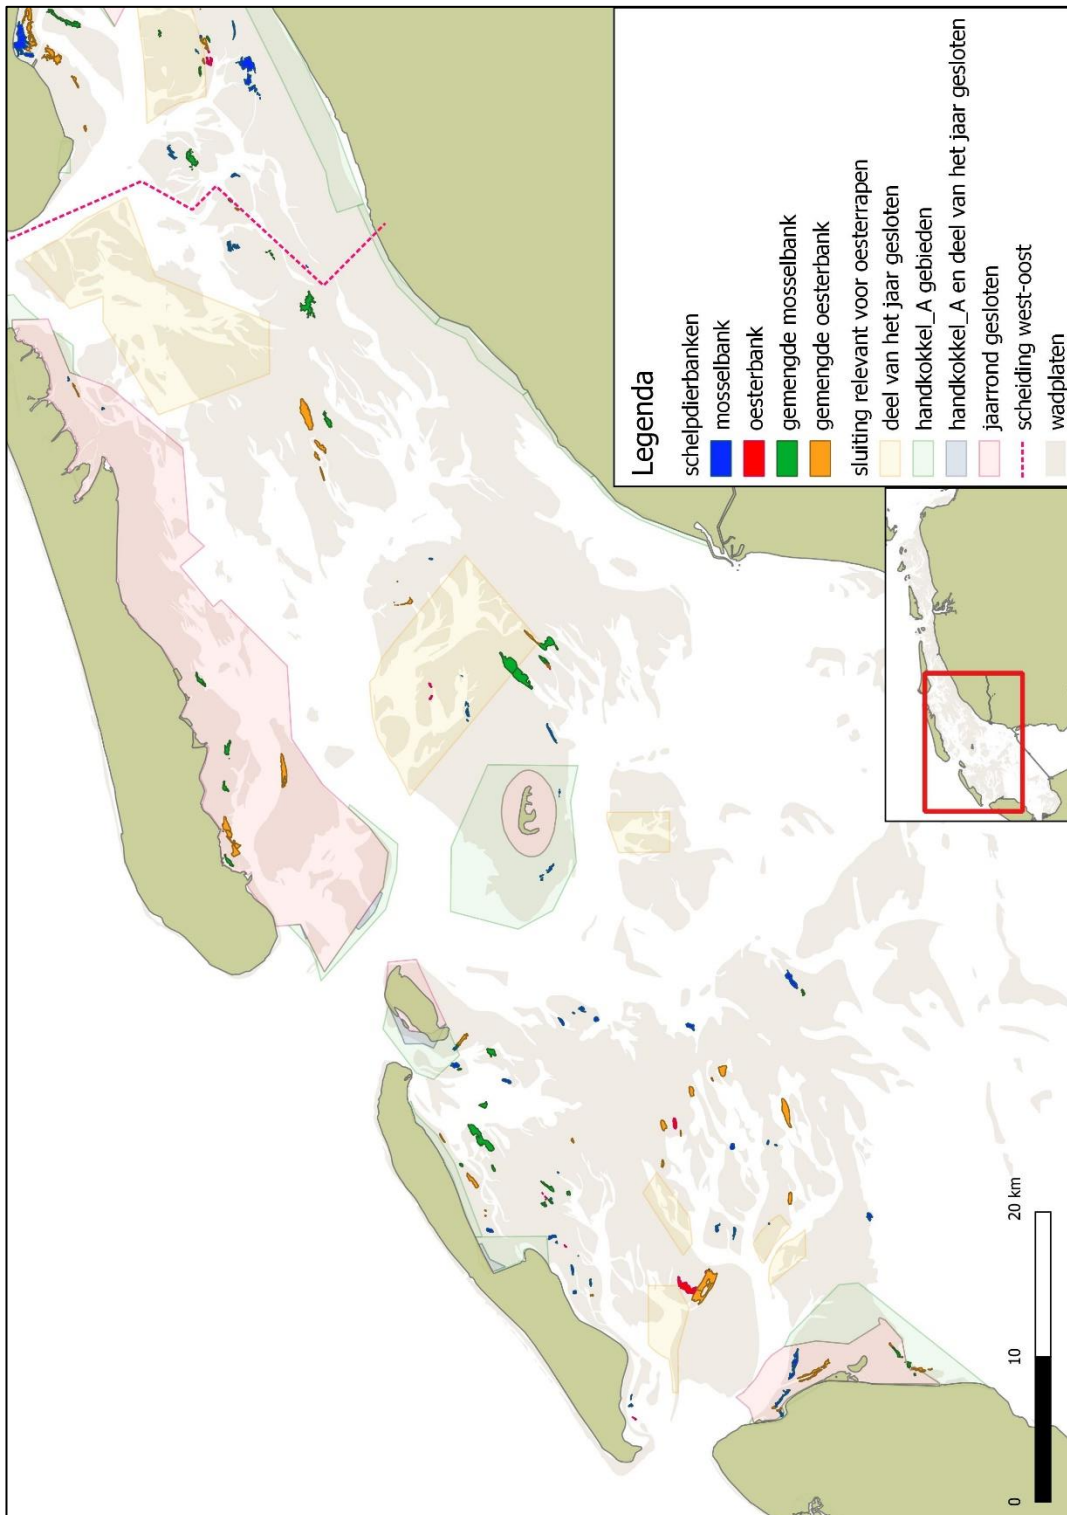 Legenda
schelpdierbanken
mosselbank
oesterbank
gemengde mosselbank
gemengde oesterbank
sluiting relevant voor oesterrapen
deel van het jaar gesloten
handkokkel_A gebieden
handkokkel_A en deel van het jaar gesloten
jaarrond gesloten
scheiding west-oost
wadplaten
0 10 20 km